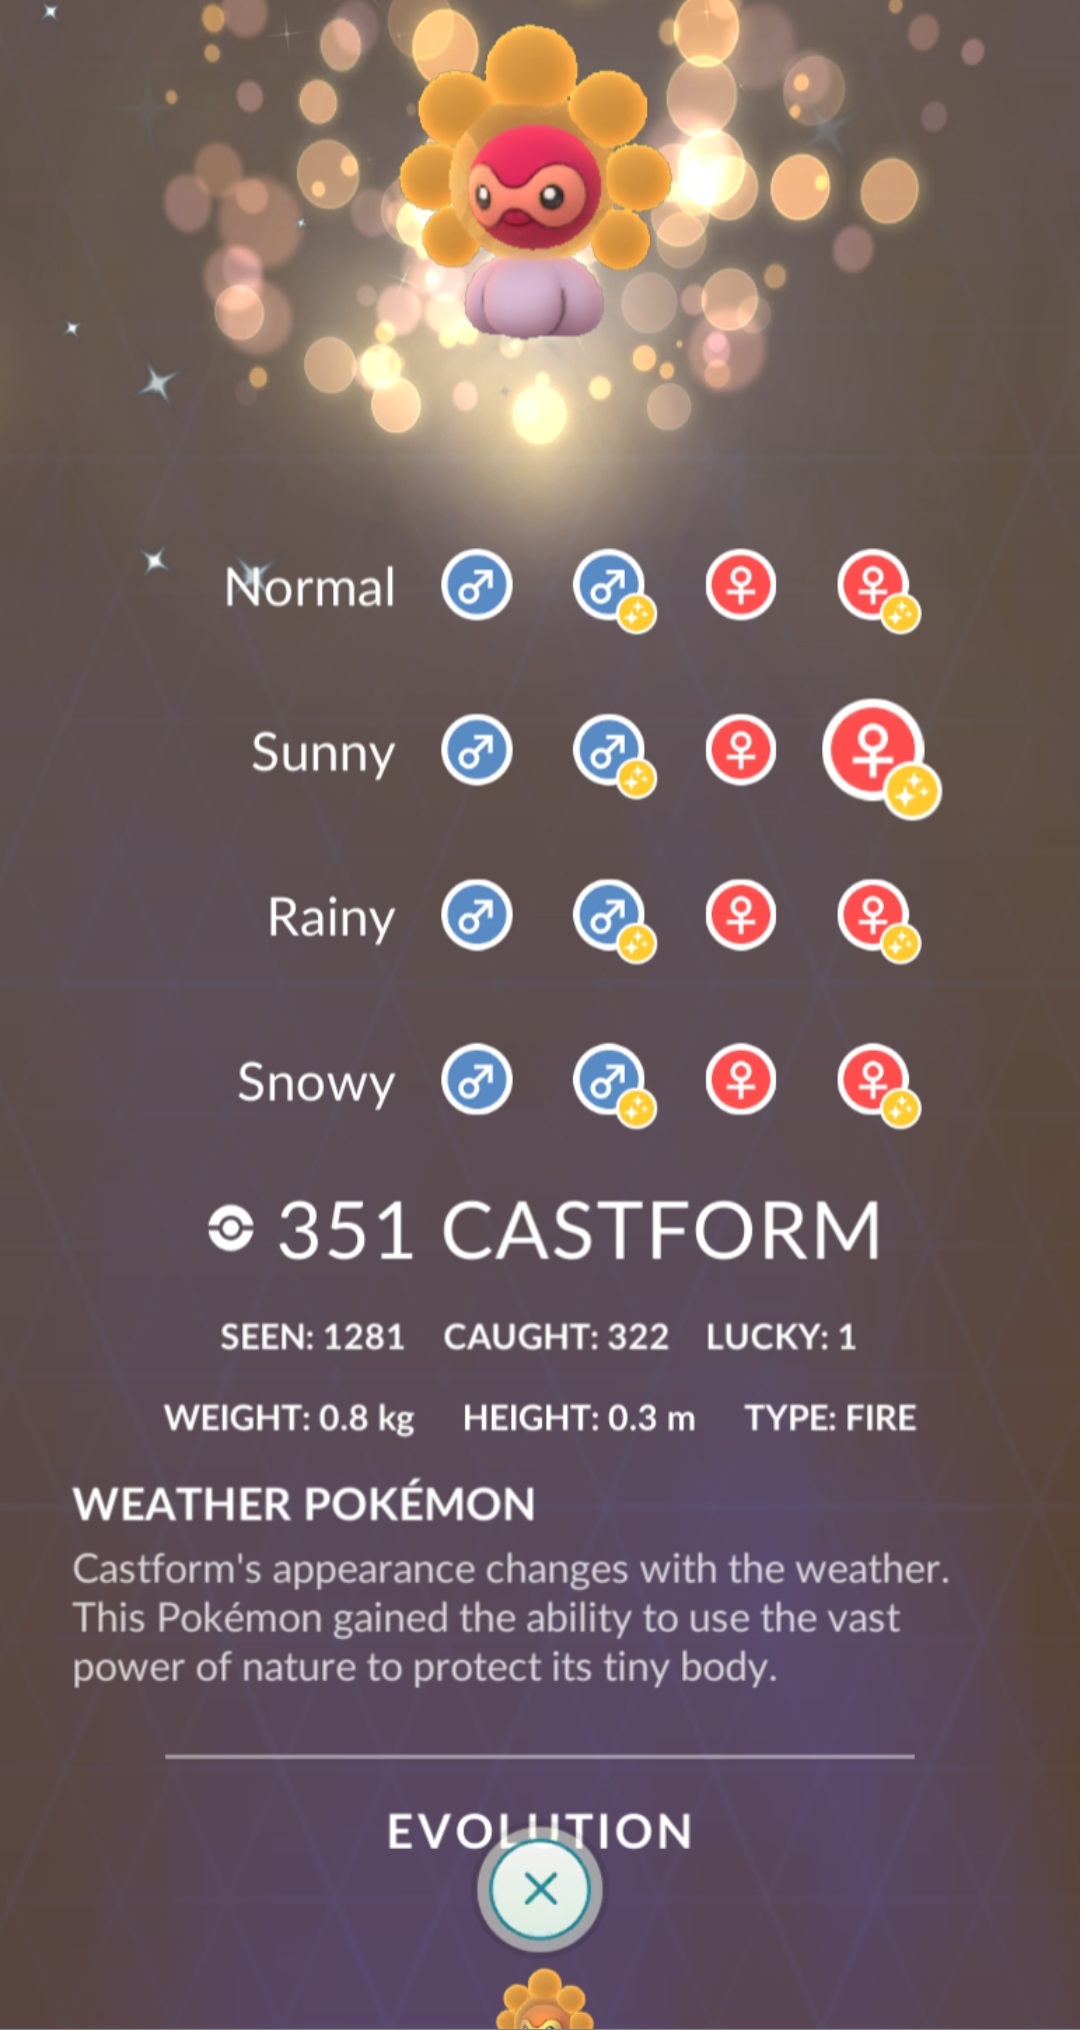 Normal
Sunny
Rainy
Snowy
351 CASTFORM
SEEN: 1281 CAUGHT: 322 LUCKY: 1
WEIGHT: 0.8 kg HEIGHT: 0.3 m TYPE: FIRE
WEATHER POKÉMON
Castform's appearance changes with the weather.
This Pokémon gained the ability to use the vast
power of nature to protect its tiny body.
EVOLUTION